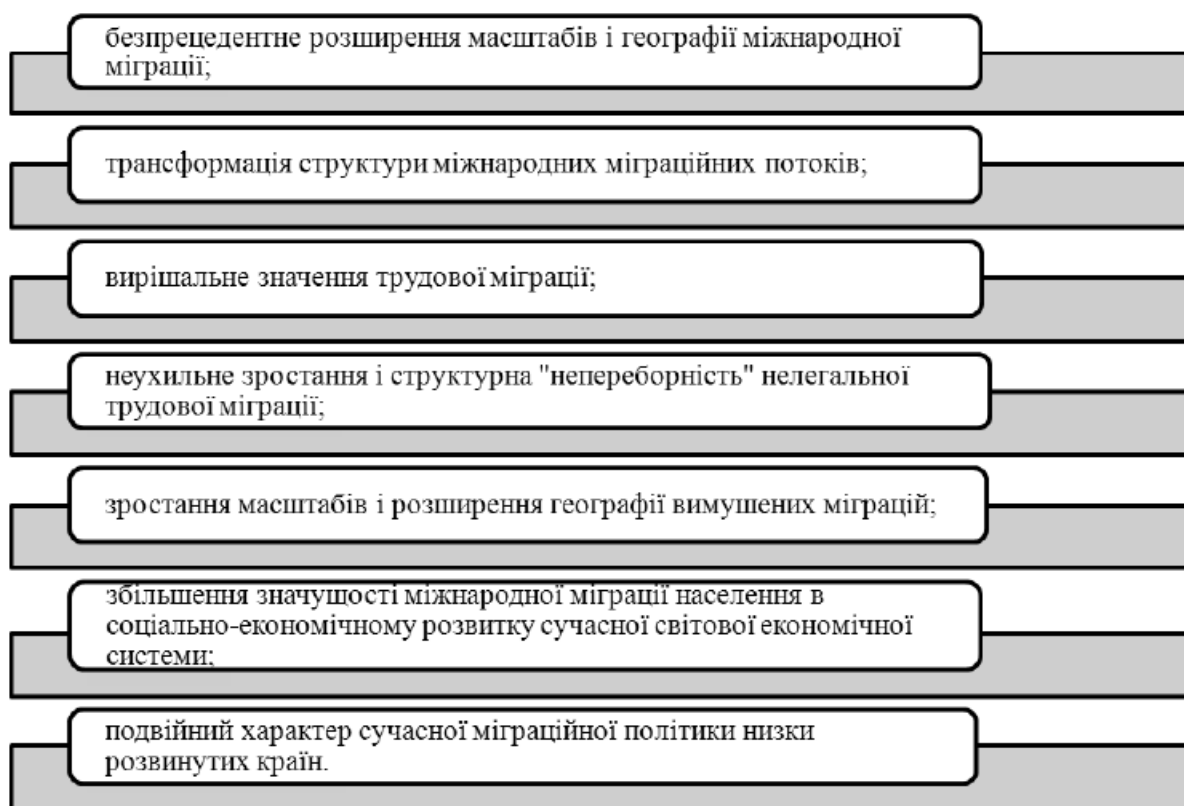 безпрецедентне розширення масштабів і географії міжнародної
міграції;
трансформація структури міжнародних міграційних потоків;
вирішальне значення трудової міграції;
неухильне зростання і структурна "непереборність" нелегальної
трудової міграції;
зростання масштабів і розширення географії вимушених міграцій;
збільшення значущості міжнародної міграції населення в
соціально-економічному розвитку сучасної світової економічної
системи;
подвійний характер сучасної міграційної політики низки
розвинутих країн.